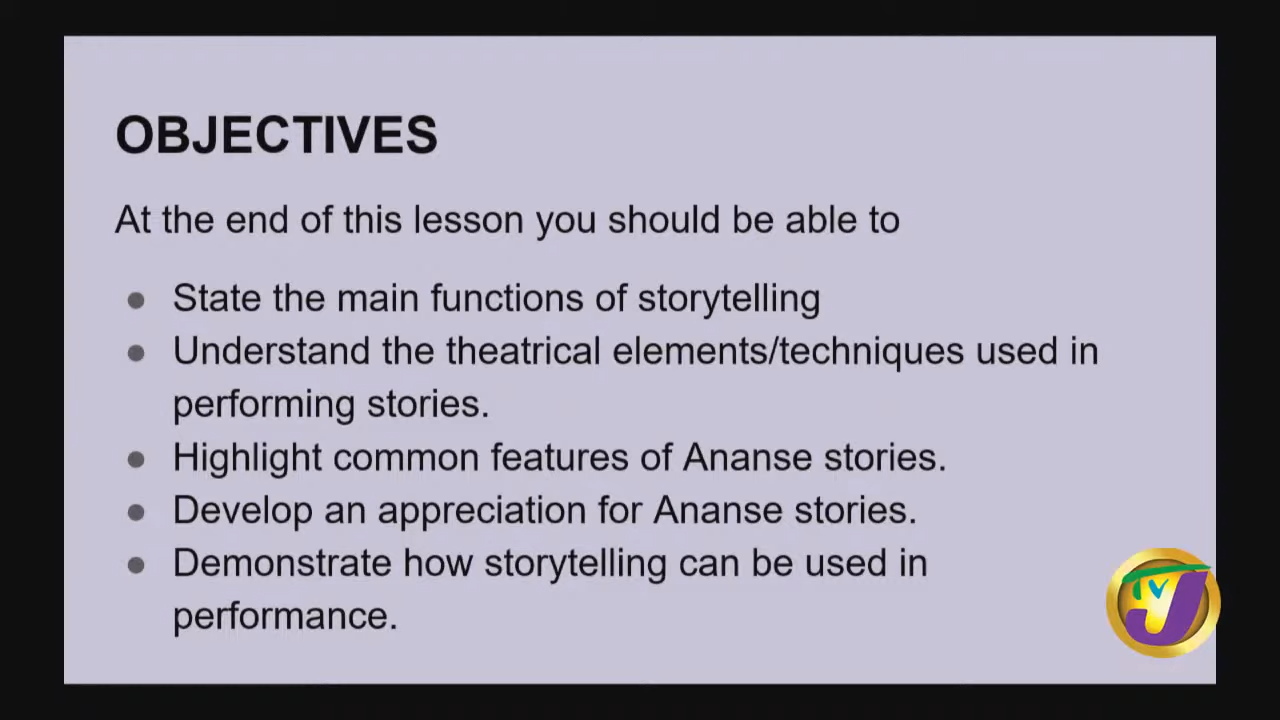 OBJECTIVES
At the end of this lesson you should be able to
● State the main functions of storytelling
● Understand the theatrical elements/techniques used in
performing stories.
● Highlight common features of Ananse stories.
● Develop an appreciation for Ananse stories.
● Demonstrate how storytelling can be used in
performance.
TVJ